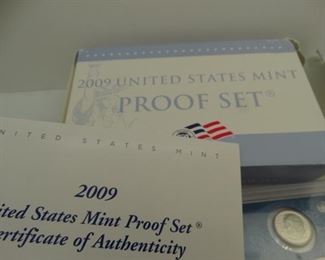 2009 UNITED STATES MINT
PROOF SET®
UNITED STATES MINT
2009
ited States Mint Proof Set®
ertificate of Authenticity